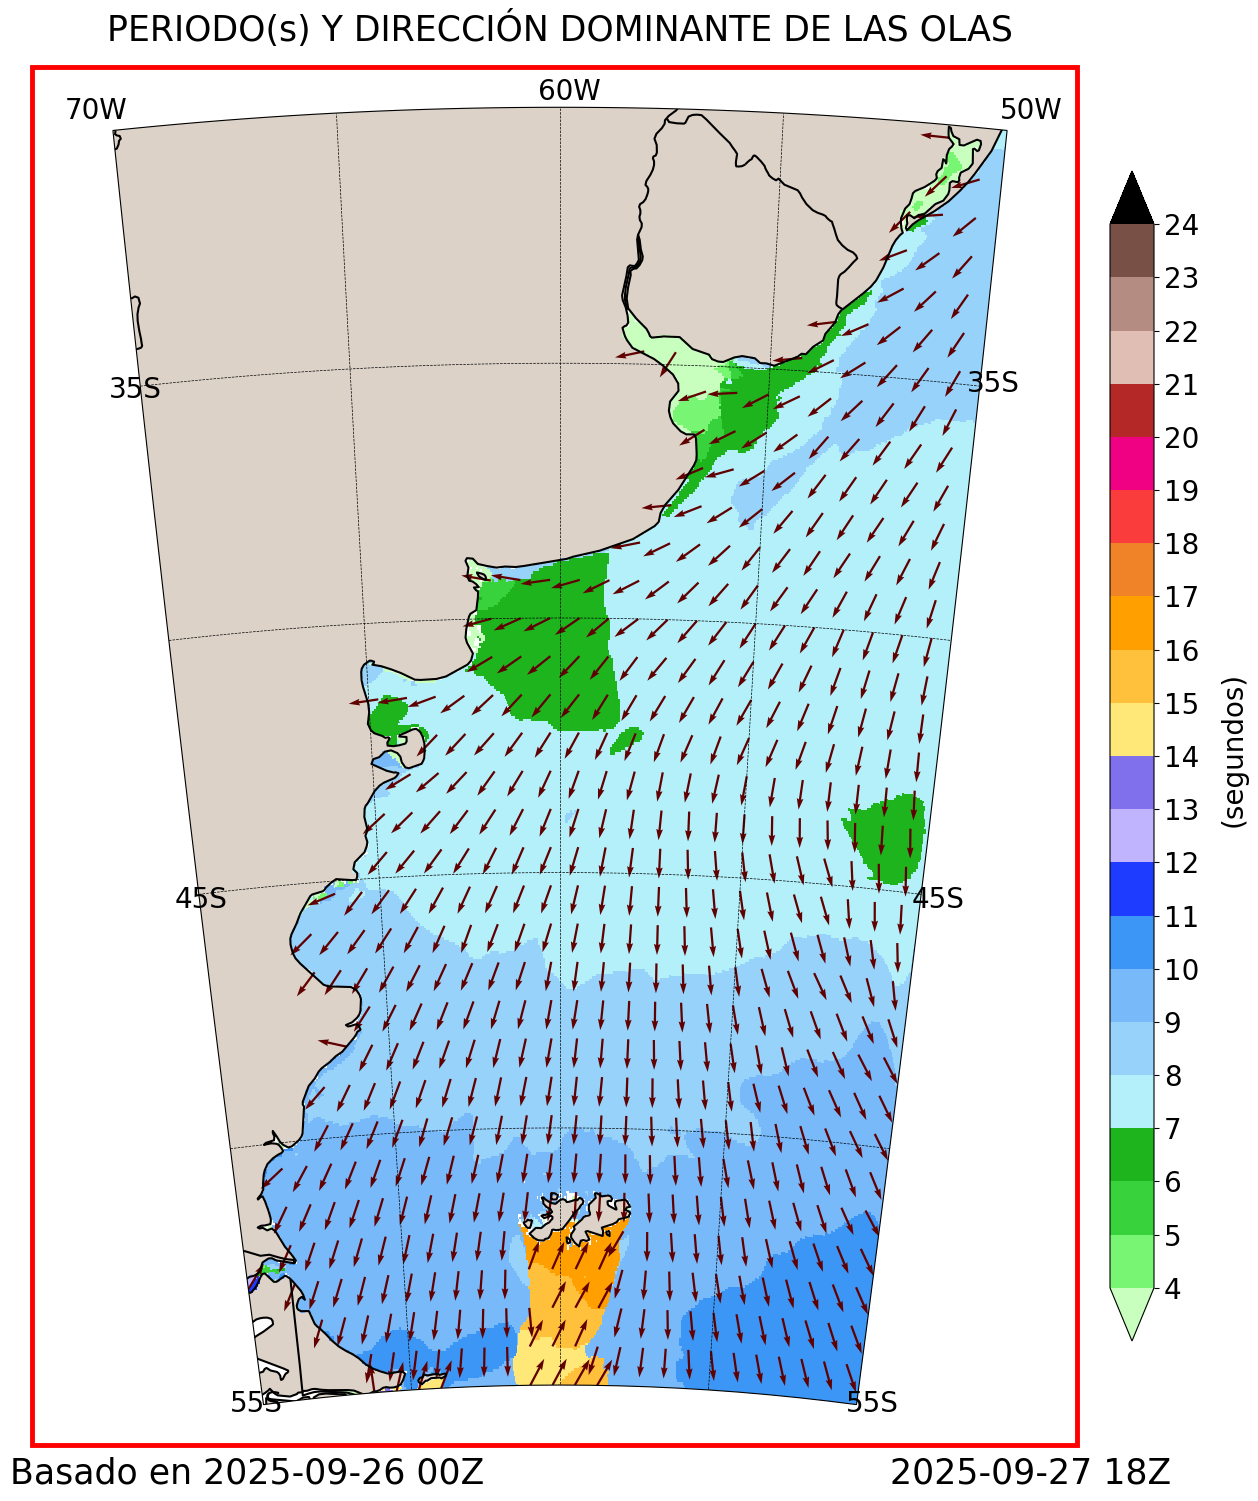 PERIODO(s) Y DIRECCIÓN DOMINANTE DE LAS OLAS
70W
60W
50W
35S
35S
45S
45S
55S
55S
24
23
22
21
20
19
18
17
16
15
14
13
12
11
10
9
8
7
6
5
4
(segundos)
Basado en 2025-09-26 00Z
2025-09-27 18Z